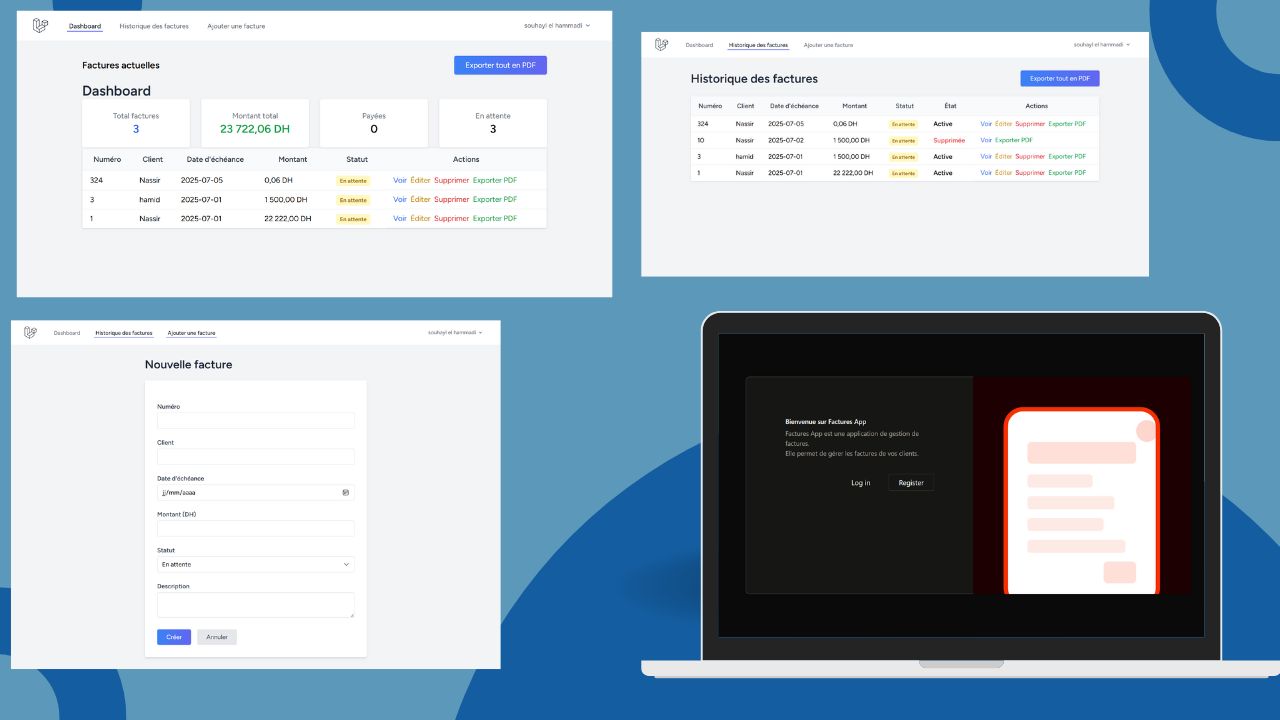 Dashboard Historique des factures Ajouter une facture souhayl el hammadi
Factures actuelles Exporter tout en PDF
Dashboard
Total factures Montant total Payées En attente
3 23 722,06 DH 0 3
Numéro Client Date d'échéance Montant Statut Actions
324 Nassir 2025-07-05 0,06 DH En attente Voir Éditer Supprimer Exporter PDF
3 hamid 2025-07-01 1 500,00 DH En attente Voir Éditer Supprimer Exporter PDF
1 Nassir 2025-07-01 22 222,00 DH En attente Voir Éditer Supprimer Exporter PDF
Dashboard Historique des factures Ajouter une facture souhayl el hammadi
Historique des factures Exporter tout en PDF
Numéro Client Date d'échéance Montant Statut État Actions
324 Nassir 2025-07-05 0,06 DH En attente Active Voir Éditer Supprimer Exporter PDF
10 Nassir 2025-07-02 1 500,00 DH En attente Supprimée Voir Exporter PDF
3 hamid 2025-07-01 1 500,00 DH En attente Active Voir Éditer Supprimer Exporter PDF
1 Nassir 2025-07-01 22 222,00 DH En attente Active Voir Éditer Supprimer Exporter PDF
Dashboard Historique des factures Ajouter une facture souhayl el hammadi
Nouvelle facture
Numéro
Client
Date d'échéance
jj/mm/aaaa
Montant (DH)
Statut
En attente
Description
Créer Annuler
Bienvenue sur Factures App
Factures App est une application de gestion de
factures.
Elle permet de gérer les factures de vos clients.
Log in Register